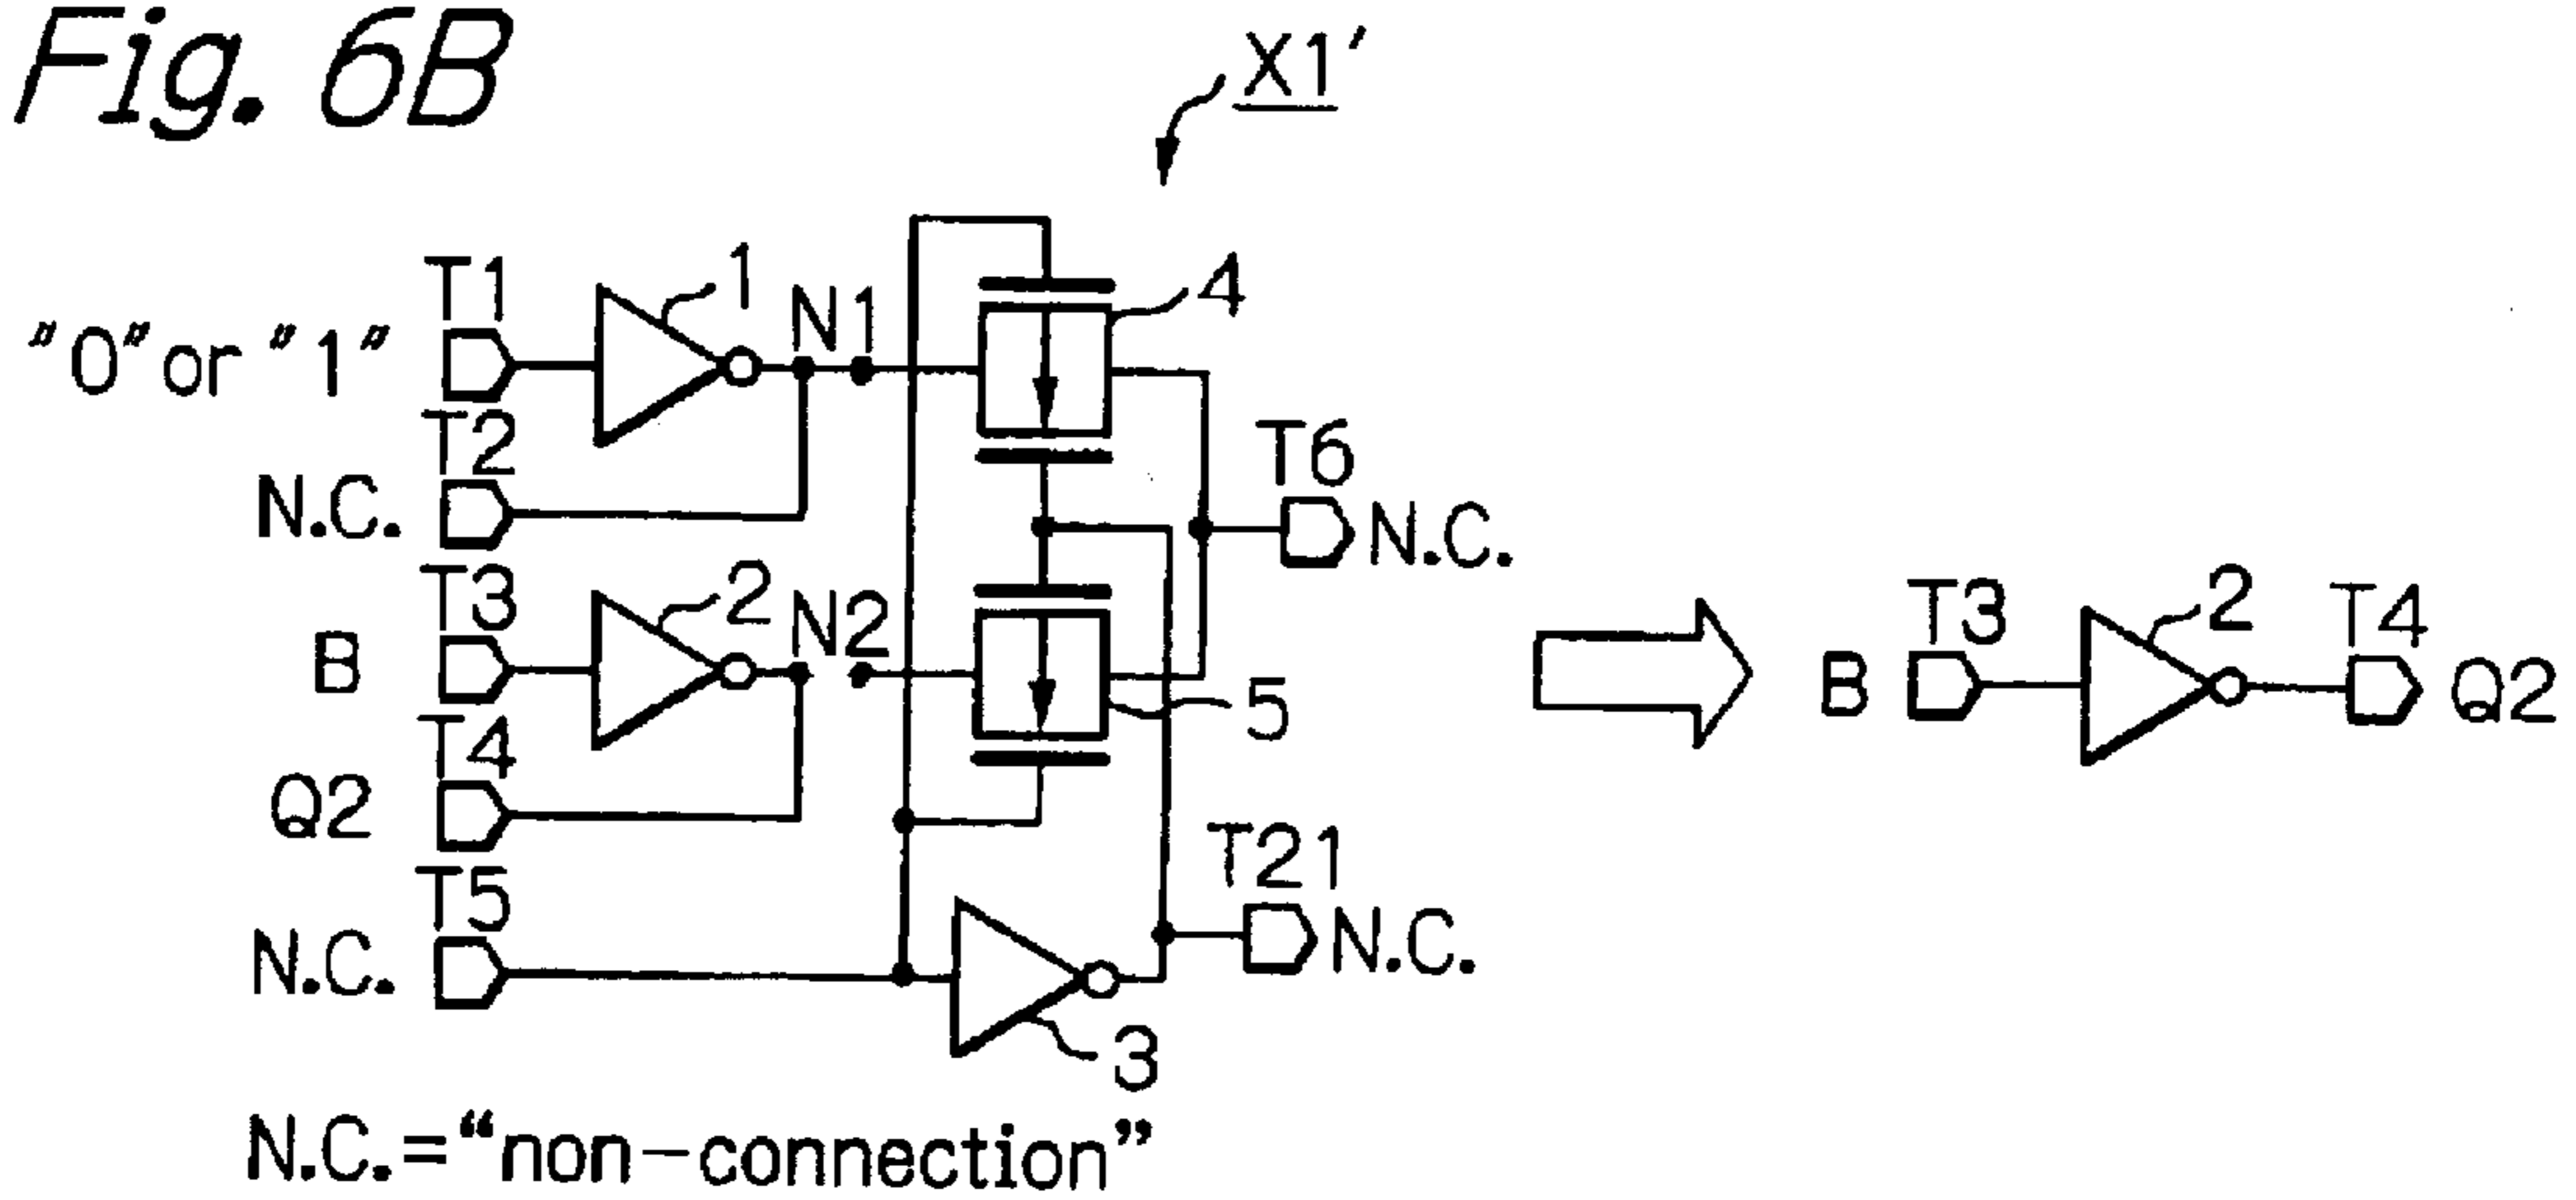 Fig. 6B
X1'
T1
"0" or "1"
1
N1
4
T2
N.C.
T6
N.C.
T3
B
2
N2
5
T4
Q2
T21
N.C.
T5
N.C.
3
B
T3
2
T4
Q2
N.C.="non-connection"